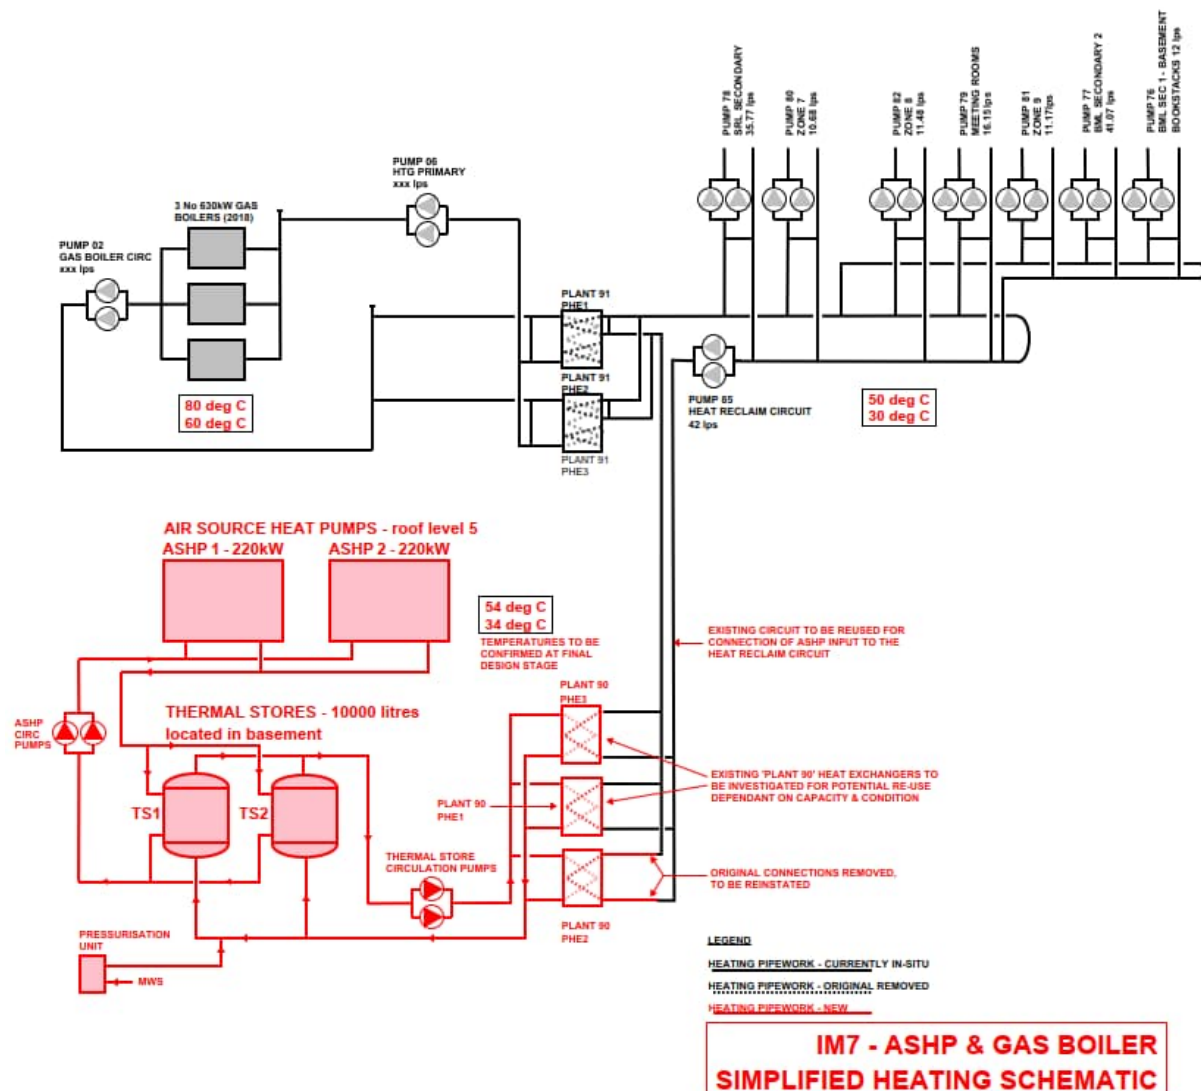 PUMP 78
SRL SECONDARY
35.77 lps
PUMP 80
ZONE 7
10.68 lps
PUMP 82
ZONE 8
11.48 lps
PUMP 79
MEETING ROOMS
16.15 lps
PUMP 81
ZONE 9
11.17lps
PUMP 77
BML SECONDARY 2
41.07 lps
PUMP 76
BML SEC 1 - BASEMENT
BOOKSTACKS 12 lps
PUMP 06
HTG PRIMARY
xxx lps
3 No 630kW GAS
BOILERS (2018)
PUMP 02
GAS BOILER CIRC
xxx lps
PLANT 91
PHE1
PLANT 91
PHE2
PLANT 91
PHE3
80 deg C
60 deg C
PUMP 85
HEAT RECLAIM CIRCUIT
42 lps
50 deg C
30 deg C
AIR SOURCE HEAT PUMPS - roof level 5
ASHP 1 - 220kW
ASHP 2 - 220kW
54 deg C
34 deg C
TEMPERATURES TO BE
CONFIRMED AT FINAL
DESIGN STAGE
EXISTING CIRCUIT TO BE REUSED FOR
CONNECTION OF ASHP INPUT TO THE
HEAT RECLAIM CIRCUIT
PLANT 90
PHE3
ASHP
CIRC
PUMPS
THERMAL STORES - 10000 litres
located in basement
TS1
TS2
PLANT 90
PHE1
EXISTING 'PLANT 90' HEAT EXCHANGERS TO
BE INVESTIGATED FOR POTENTIAL RE-USE
DEPENDANT ON CAPACITY & CONDITION
THERMAL STORE
CIRCULATION PUMPS
ORIGINAL CONNECTIONS REMOVED,
TO BE REINSTATED
PLANT 90
PHE2
PRESSURISATION
UNIT
MWS
LEGEND
HEATING PIPEWORK - CURRENTLY IN-SITU
HEATING PIPEWORK - ORIGINAL REMOVED
HEATING PIPEWORK - NEW
IM7 - ASHP & GAS BOILER
SIMPLIFIED HEATING SCHEMATIC